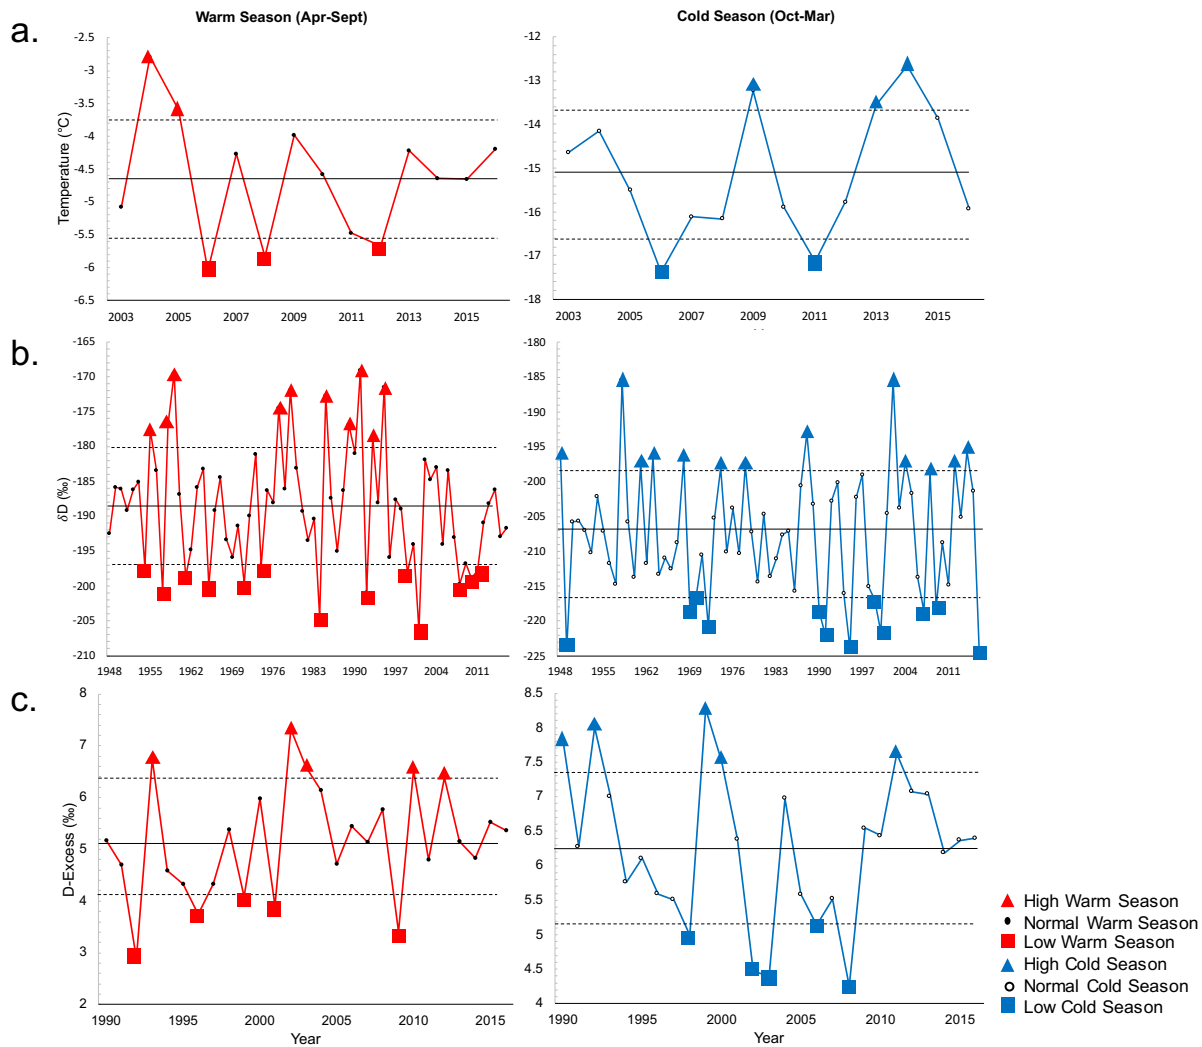 a.
Warm Season (Apr-Sept)
Cold Season (Oct-Mar)
Temperature (°C)
-2.5
-3
-3.5
-4
-4.5
-5
-5.5
-6
-6.5
2003 2005 2007 2009 2011 2013 2015
-12
-13
-14
-15
-16
-17
-18
2003 2005 2007 2009 2011 2013 2015
b.
δD (‰)
-165
-170
-175
-180
-185
-190
-195
-200
-205
-210
1948 1955 1962 1969 1976 1983 1990 1997 2004 2011
-180
-185
-190
-195
-200
-205
-210
-215
-220
-225
1948 1955 1962 1969 1976 1983 1990 1997 2004 2011
c.
D-Excess (‰)
8
7
6
5
4
3
2
1990 1995 2000 2005 2010 2015
Year
8.5
8
7.5
7
6.5
6
5.5
5
4.5
4
1990 1995 2000 2005 2010 2015
Year
High Warm Season
Normal Warm Season
Low Warm Season
High Cold Season
Normal Cold Season
Low Cold Season